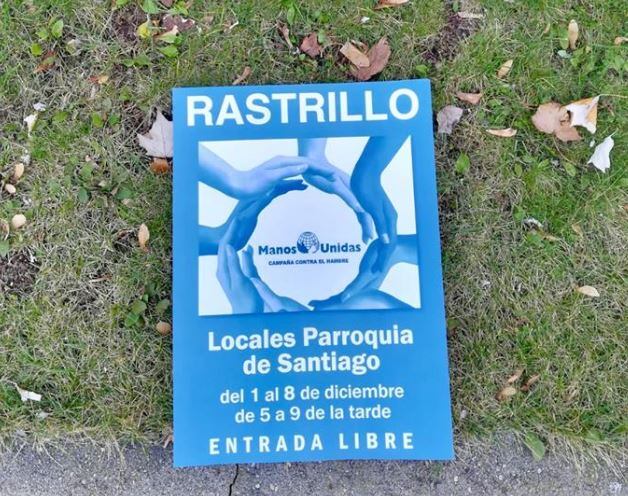 RASTRILLO
Manos Unidas
CAMPAÑA CONTRA EL HAMBRE
Locales Parroquia
de Santiago
del 1 al 8 de diciembre
de 5 a 9 de la tarde
ENTRADA LIBRE